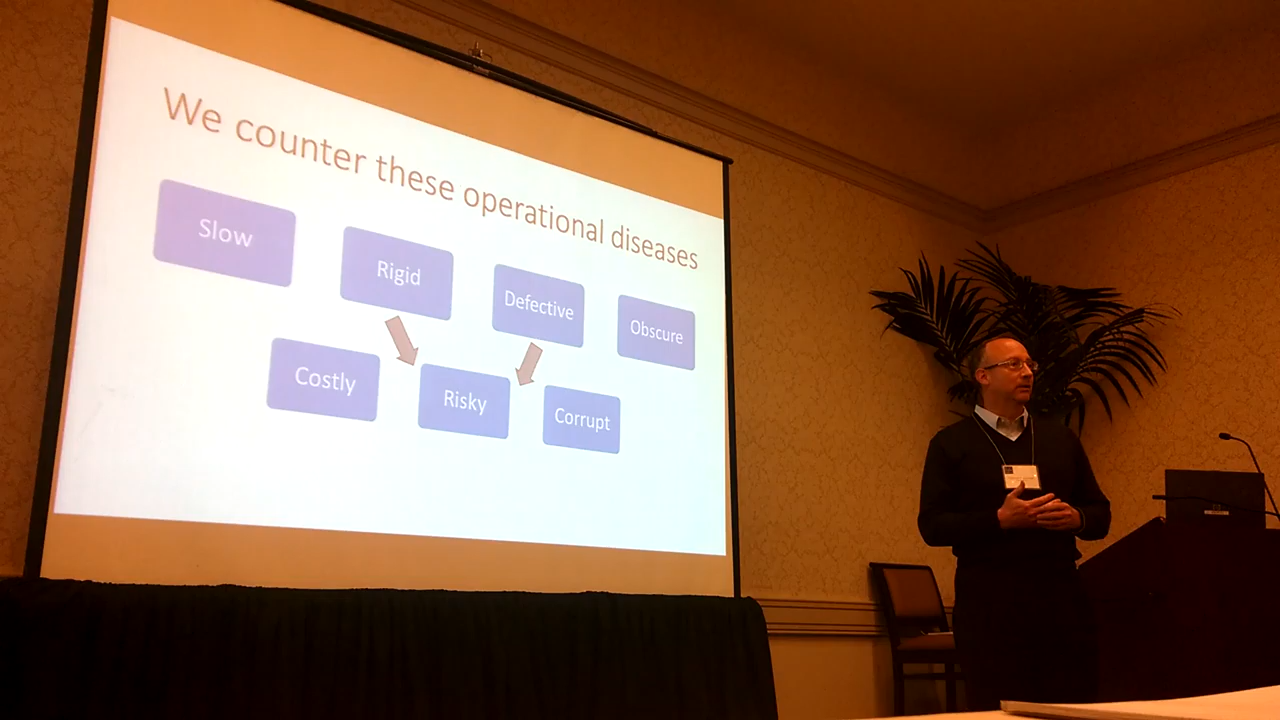 We counter these operational diseases
Slow
Rigid
Defective
Obscure
Costly
Risky
Corrupt